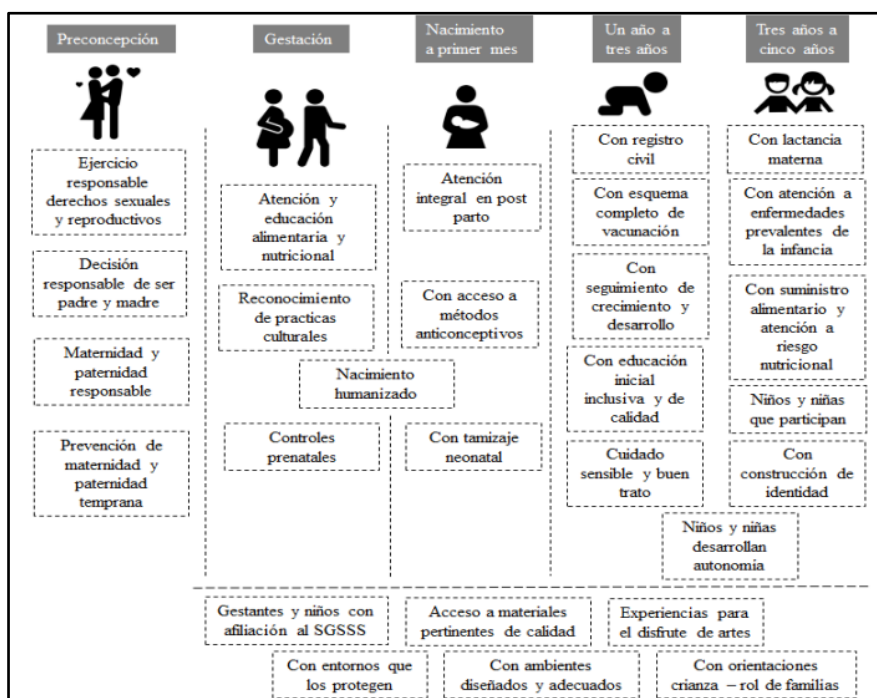 Preconcepción
Gestación
Nacimiento
a primer mes
Un año a
tres años
Tres años a
cinco años
Ejercicio
responsable
derechos sexuales
y reproductivos
Decisión
responsable de ser
padre y madre
Maternidad y
paternidad
responsable
Prevención de
maternidad y
paternidad
temprana
Atención y
educación
alimentaria y
nutricional
Reconocimiento
de practicas
culturales
Nacimiento
humanizado
Controles
prenatales
Atención
integral en post
parto
Con acceso a
métodos
anticonceptivos
Con tamizaje
neonatal
Con registro
civil
Con esquema
completo de
vacunación
Con
seguimiento de
crecimiento y
desarrollo
Con educación
inicial
inclusiva y de
calidad
Cuidado
sensible y buen
trato
Con lactancia
materna
Con atención a
enfermedades
prevalentes de
la infancia
Con suministro
alimentario y
atención a
riesgo
nutricional
Niños y niñas
que participan
Con
construcción de
identidad
Niños y niñas
desarrollan
autonomia
Gestantes y niños con
afiliación al SGSSS
Acceso a materiales
pertinentes de calidad
Experiencias para
el disfrute de artes
Con entornos que
los protegen
Con ambientes
diseñados y adecuados
Con orientaciones
crianza – rol de familias